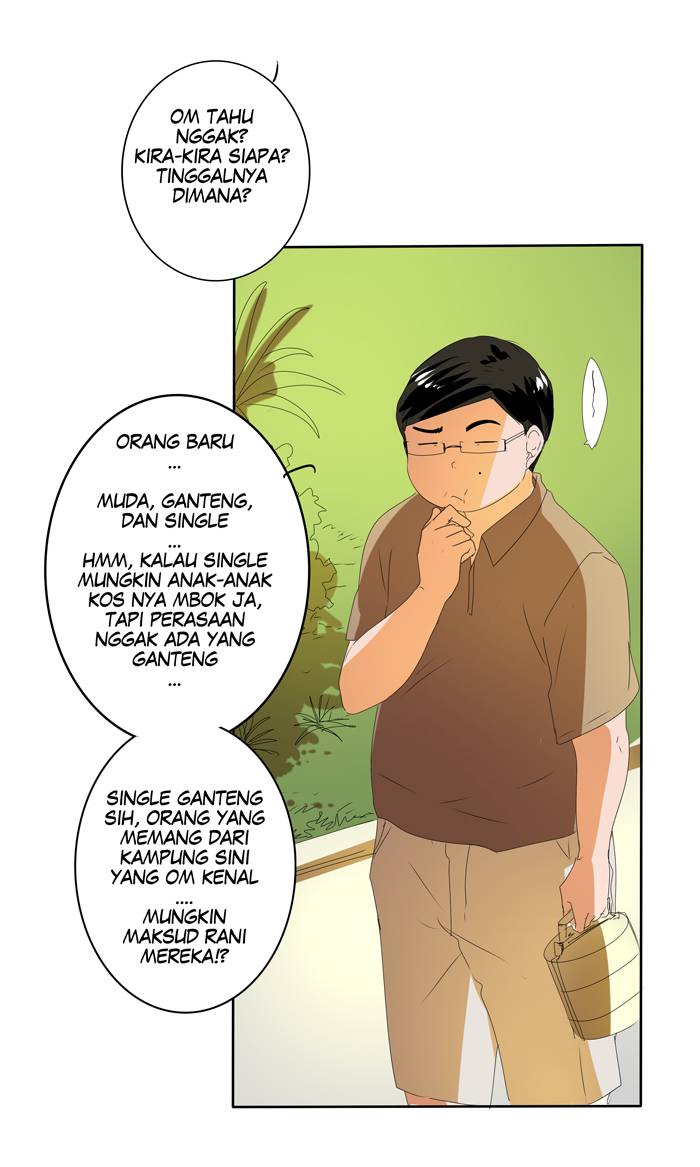 OM TAHU
NGGAK?
KIRA-KIRA SIAPA?
TINGGALNYA
DIMANA?
ORANG BARU
...
MUDA, GANTENG,
DAN SINGLE
...
HMM, KALAU SINGLE
MUNGKIN ANAK-ANAK
KOS NYA MBOK JA,
TAPI PERASAAN
NGGAK ADA YANG
GANTENG
...
SINGLE GANTENG
SIH, ORANG YANG
MEMANG DARI
KAMPUNG SINI
YANG OM KENAL
....
MUNGKIN
MAKSUD RANI
MEREKA!?